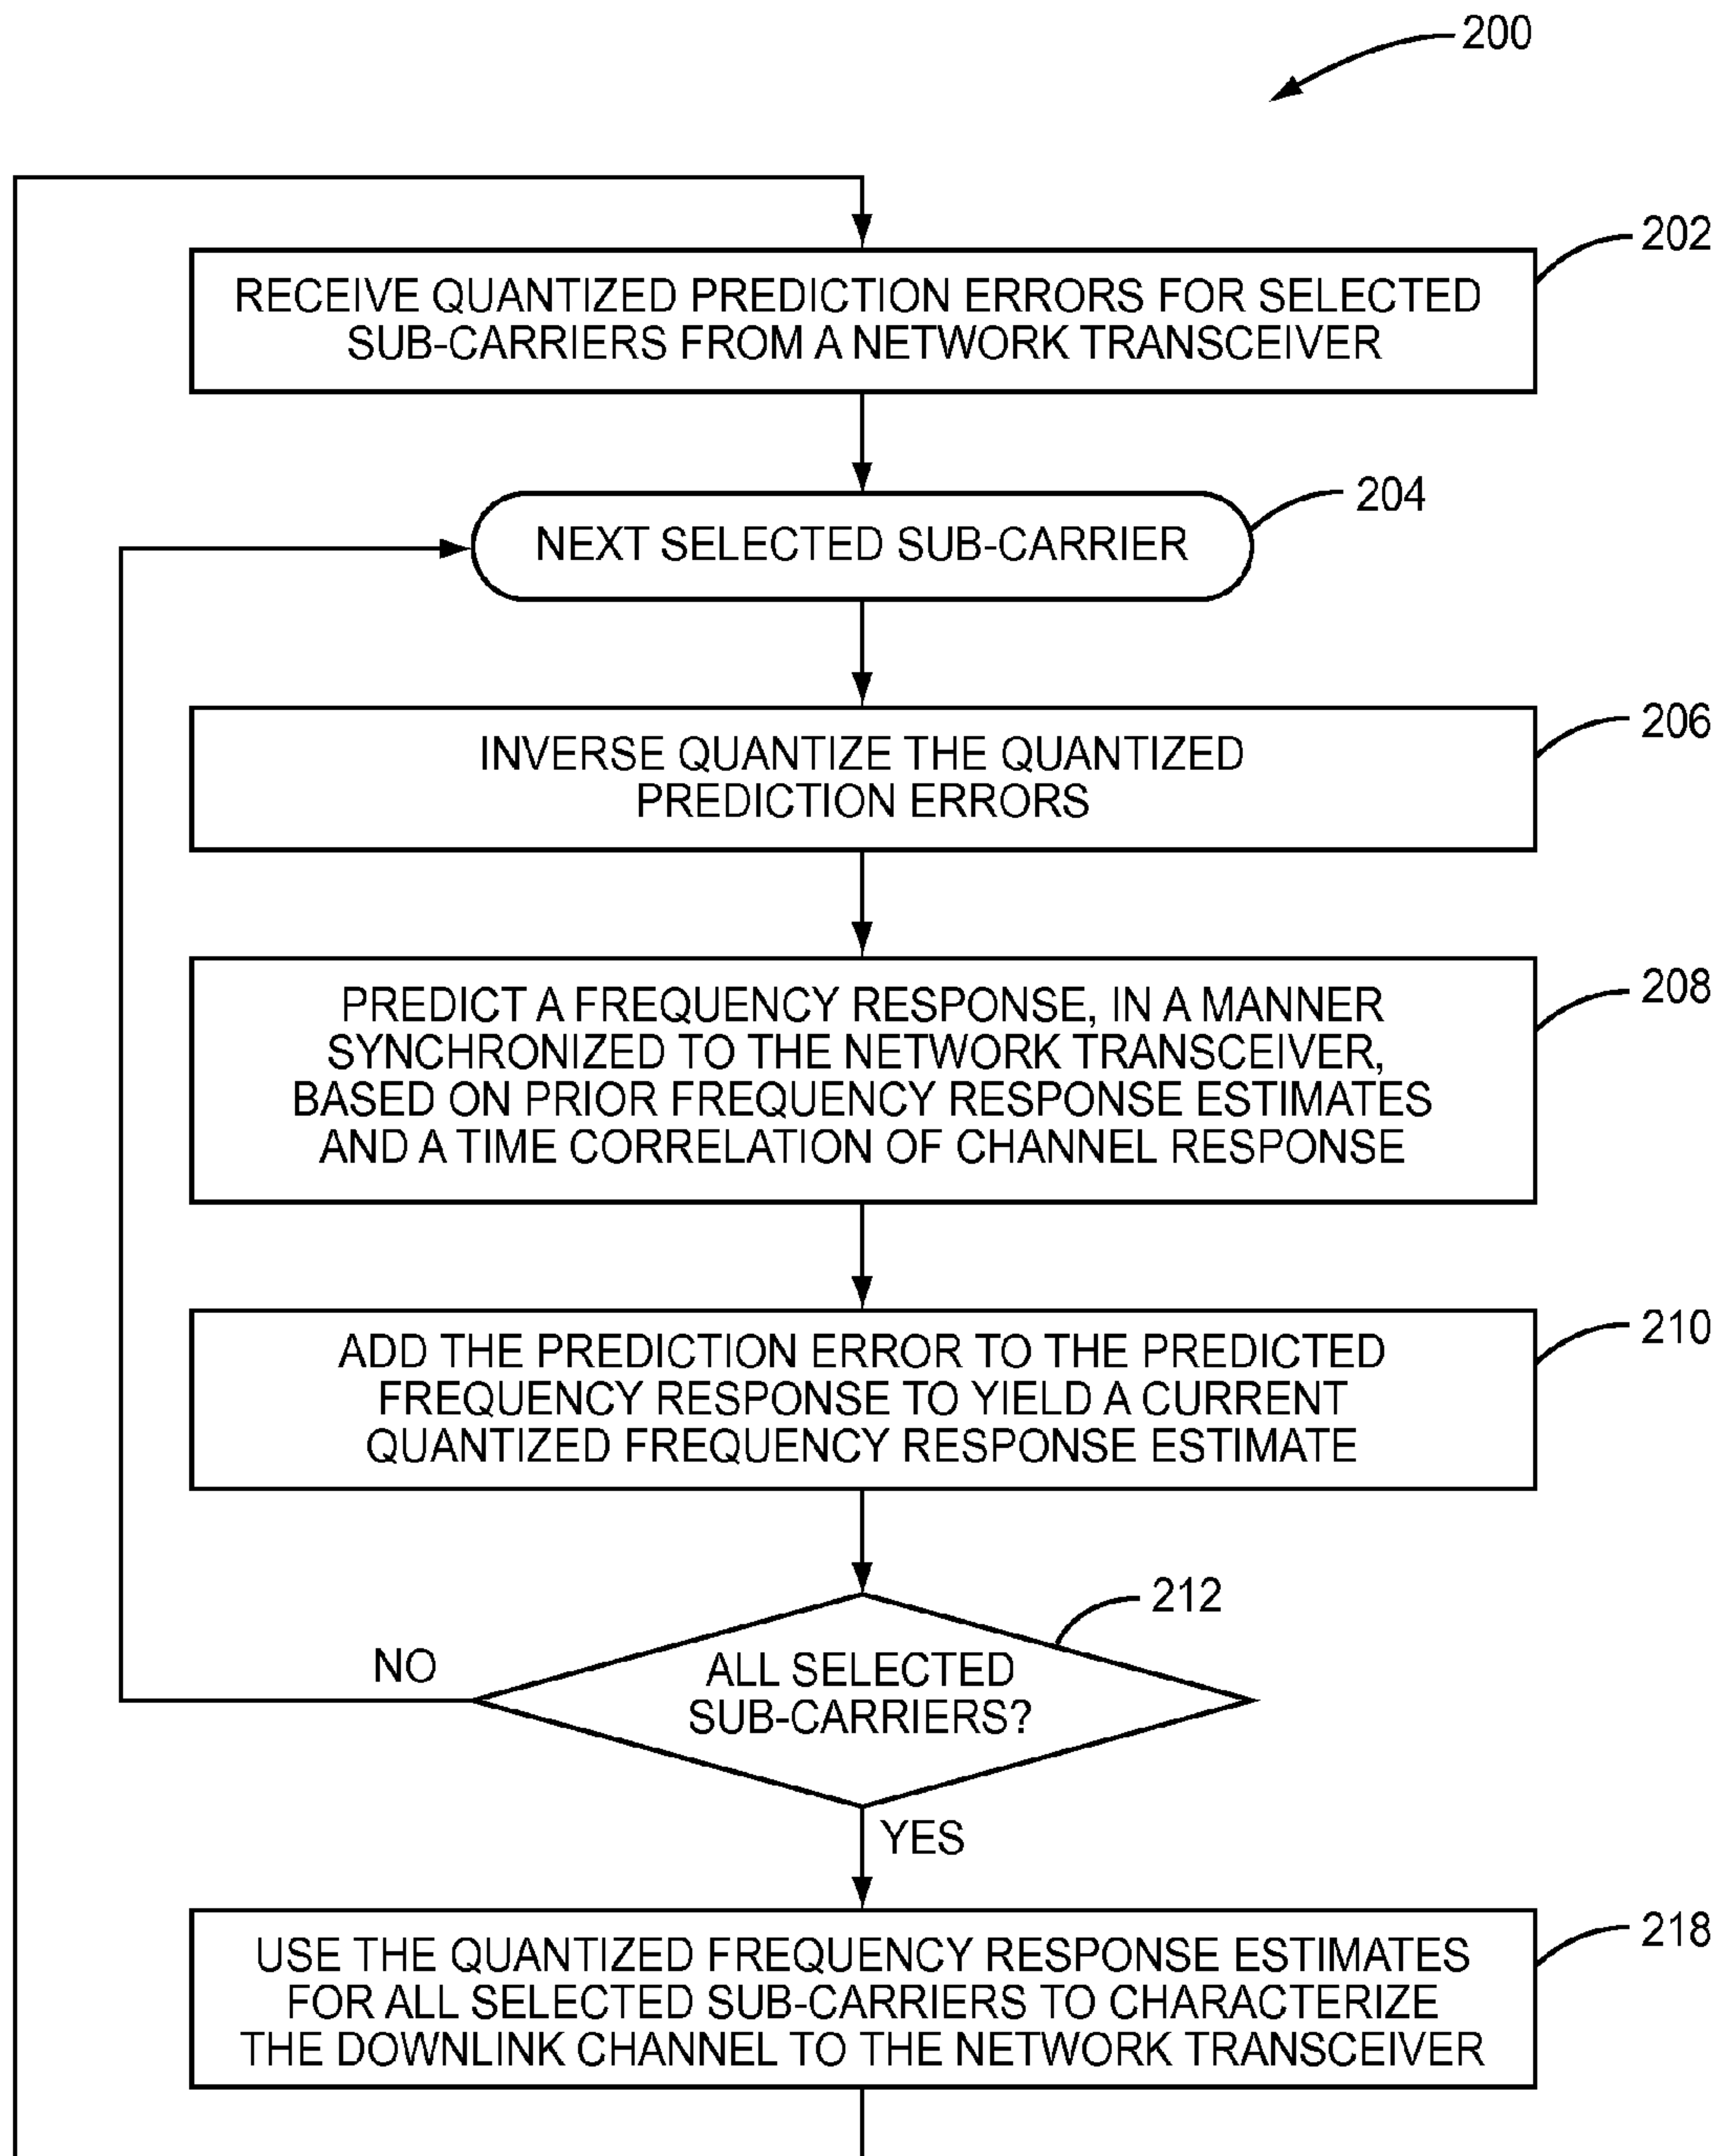 200
202
RECEIVE QUANTIZED PREDICTION ERRORS FOR SELECTED
SUB-CARRIERS FROM A NETWORK TRANSCEIVER
204
NEXT SELECTED SUB-CARRIER
206
INVERSE QUANTIZE THE QUANTIZED
PREDICTION ERRORS
208
PREDICT A FREQUENCY RESPONSE, IN A MANNER
SYNCHRONIZED TO THE NETWORK TRANSCEIVER,
BASED ON PRIOR FREQUENCY RESPONSE ESTIMATES
AND A TIME CORRELATION OF CHANNEL RESPONSE
210
ADD THE PREDICTION ERROR TO THE PREDICTED
FREQUENCY RESPONSE TO YIELD A CURRENT
QUANTIZED FREQUENCY RESPONSE ESTIMATE
212
NO
ALL SELECTED
SUB-CARRIERS?
YES
218
USE THE QUANTIZED FREQUENCY RESPONSE ESTIMATES
FOR ALL SELECTED SUB-CARRIERS TO CHARACTERIZE
THE DOWNLINK CHANNEL TO THE NETWORK TRANSCEIVER